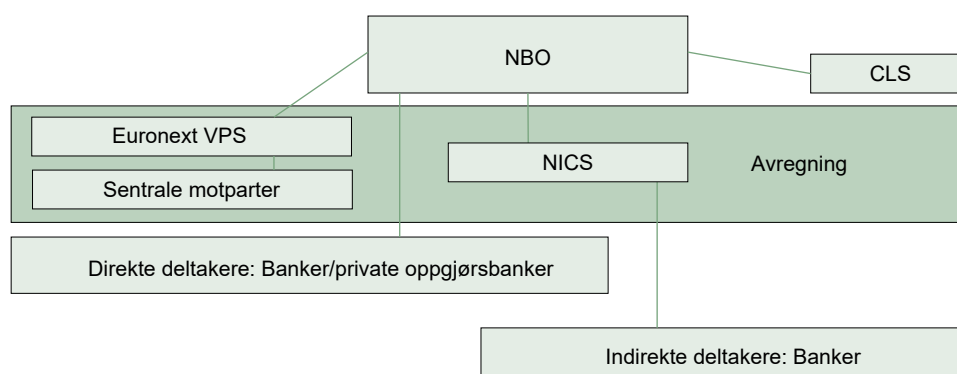 NBO
CLS
Euronext VPS
NICS
Avregning
Sentrale motparter
Direkte deltakere: Banker/private oppgjørsbanker
Indirekte deltakere: Banker